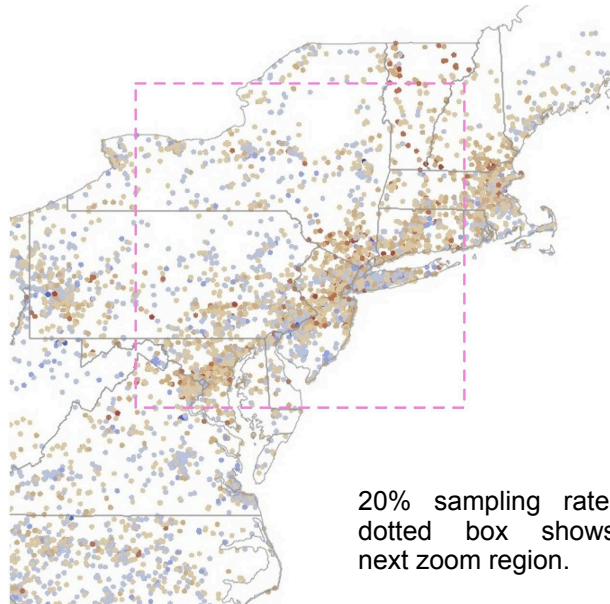 20% sampling rate
dotted box shows
next zoom region.